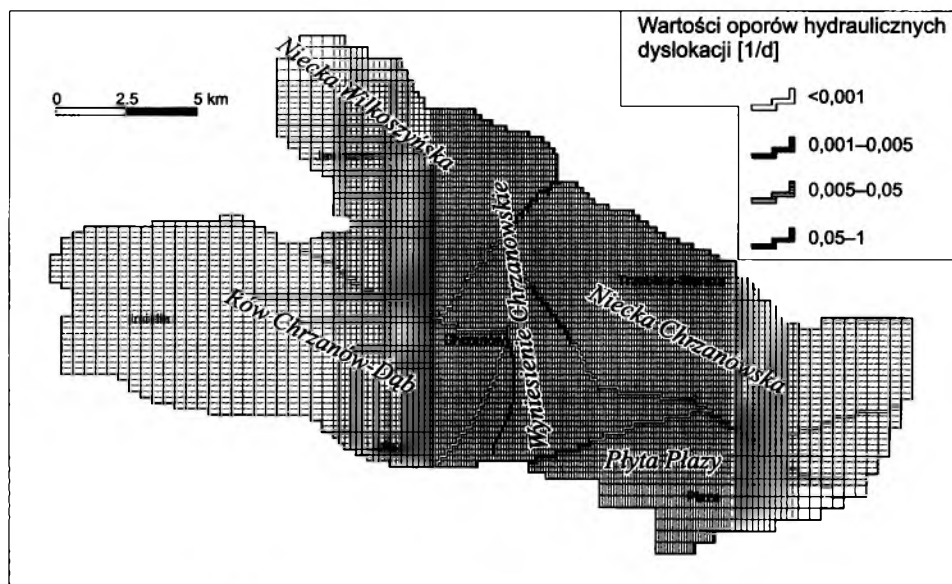 Wartości oporów hydraulicznych
dyslokacji [1/d]
<0,001
0,001–0,005
0,005–0,05
0,05–1
0 2.5 5 km
Niecka Wilkoszyńska
Wyniesienie Chrzanowskie
Niecka Chrzanowska
Rów Chrzanów-Dąb
Płyta Płazy